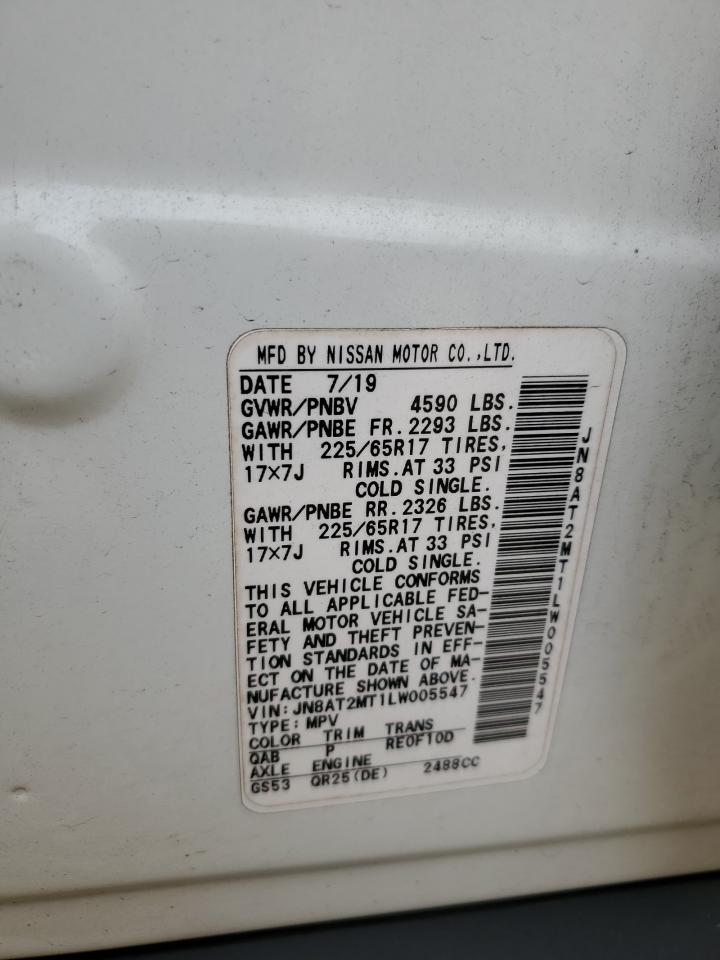 MFD BY NISSAN MOTOR CO.,LTD.
DATE 7/19
GVWR/PNBV 4590 LBS.
GAWR/PNBE FR. 2293 LBS.
WITH 225/65R17 TIRES,
17×7J RIMS. AT 33 PSI
COLD SINGLE.
GAWR/PNBE RR. 2326 LBS.
WITH 225/65R17 TIRES,
17×7J RIMS. AT 33 PSI
COLD SINGLE.
THIS VEHICLE CONFORMS
TO ALL APPLICABLE FED-
ERAL MOTOR VEHICLE SA-
FETY AND THEFT PREVEN-
TION STANDARDS IN EFF-
ECT ON THE DATE OF MA-
NUFACTURE SHOWN ABOVE.
VIN: JN8AT2MT1LW005547
TYPE: MPV
COLOR TRIM TRANS
QAB P RE0F10D
AXLE ENGINE
GS53 QR25(DE) 2488CC
JN8AT2MT1LW005547